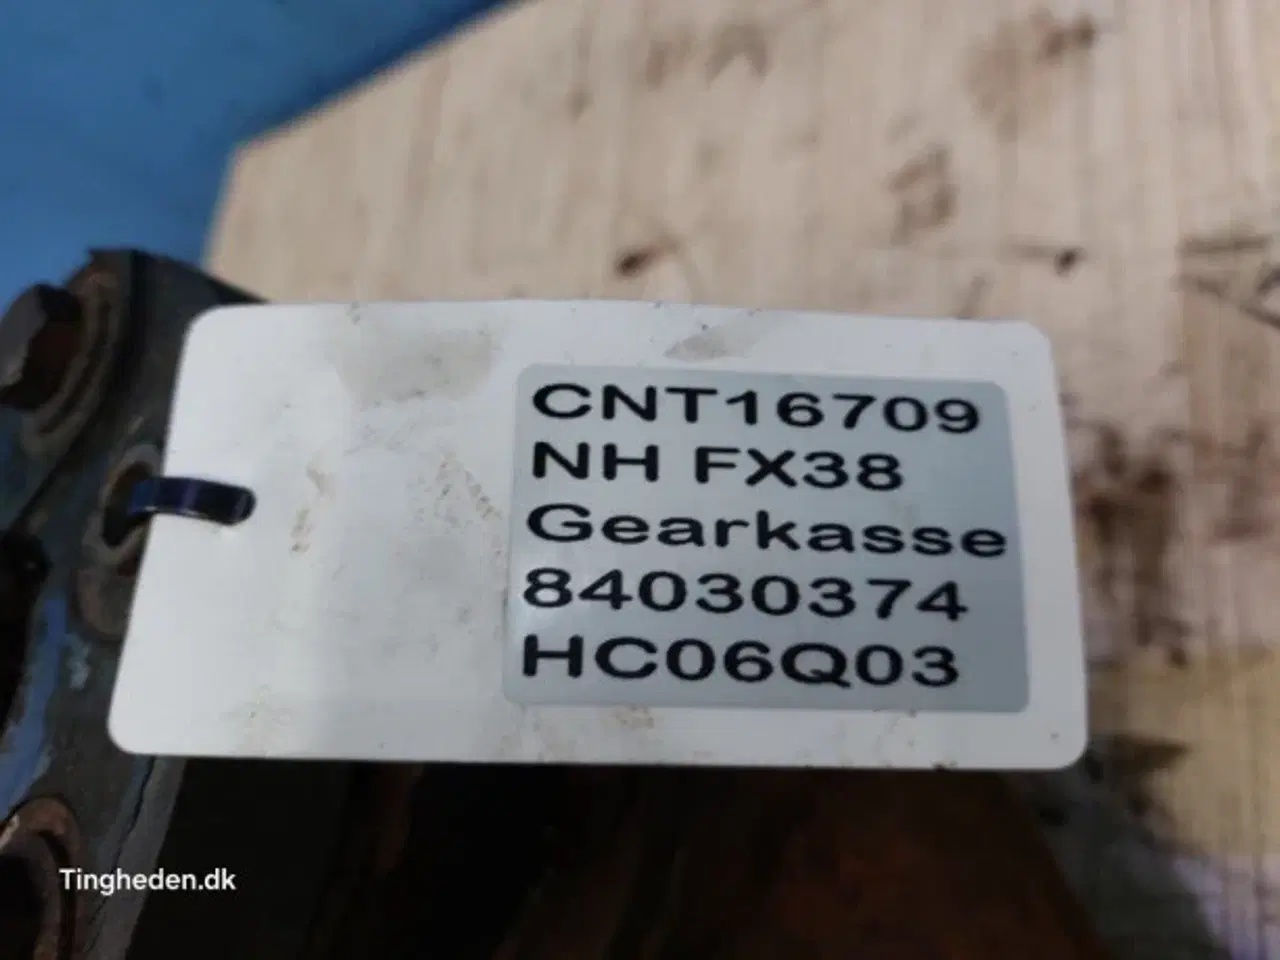 CNT16709
NH FX38
Gearkasse
84030374
HC06Q03
Tingheden.dk